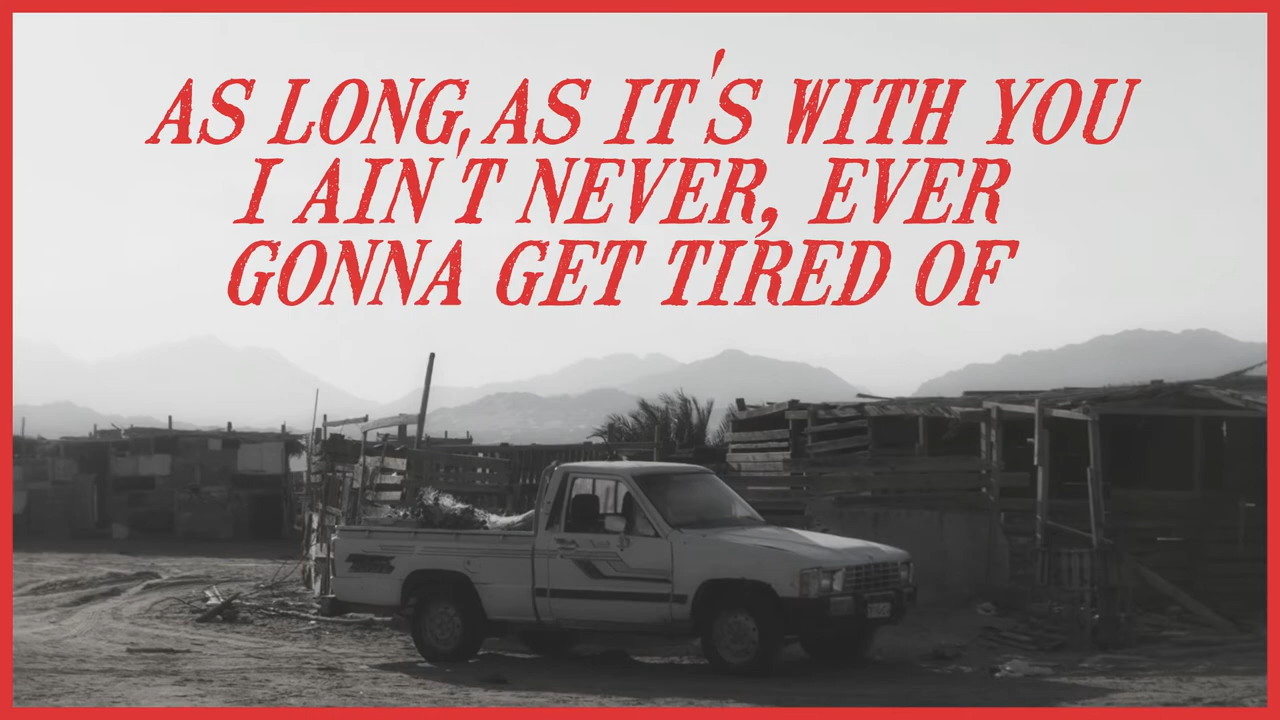 AS LONG, AS IT'S WITH YOU
I AIN'T NEVER, EVER
GONNA GET TIRED OF